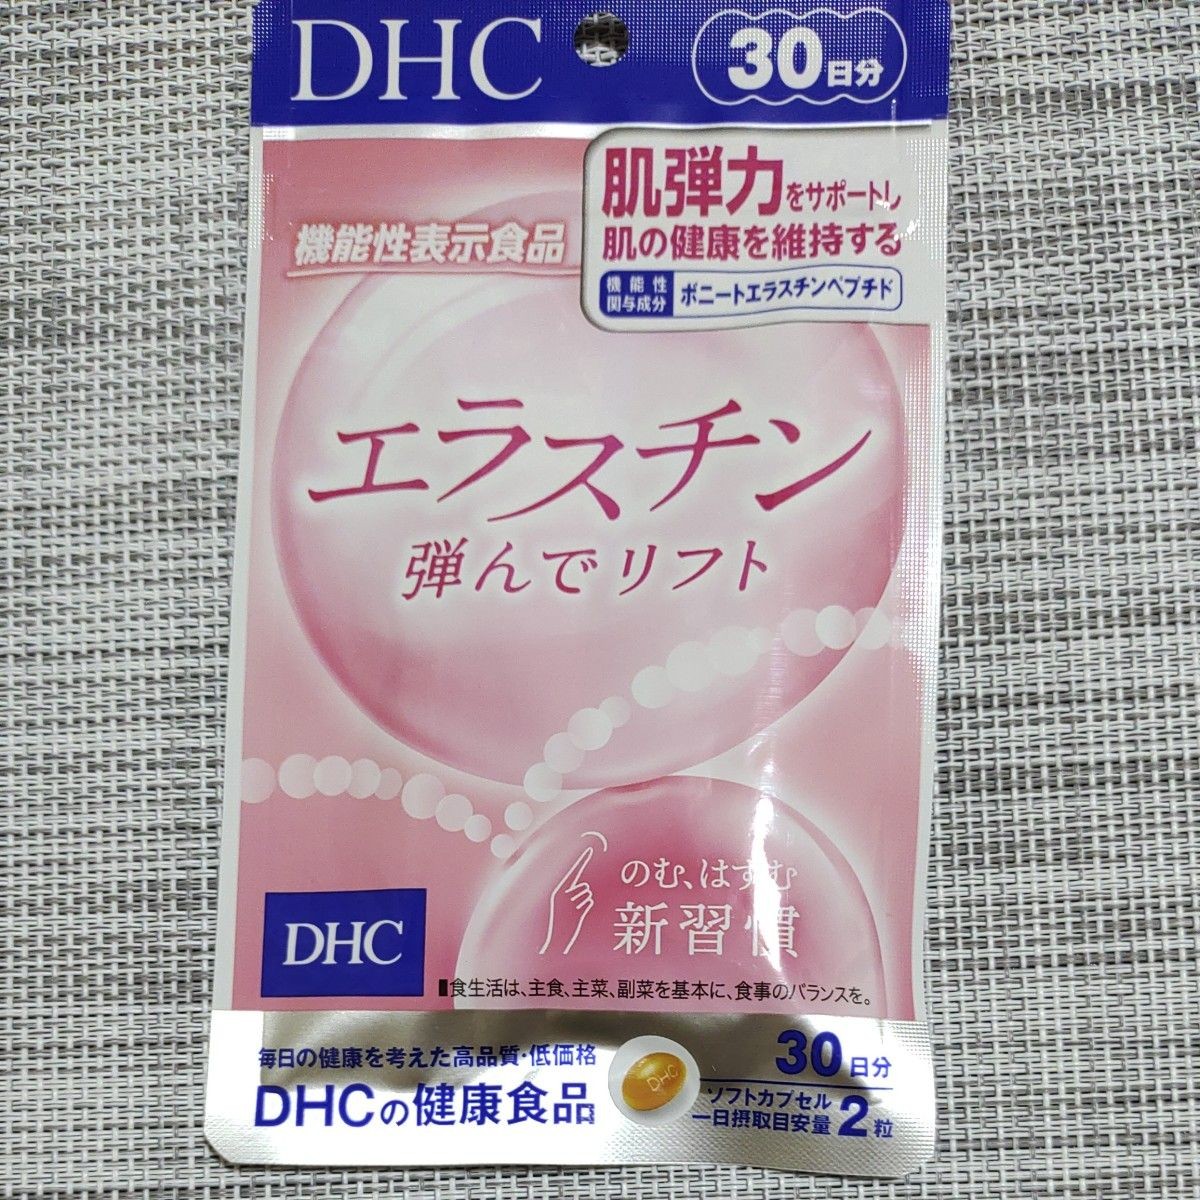 DHC
30日分
肌弾力をサポートし
肌の健康を維持する
機能性
関与成分
ボニートエラスチンペプチド
機能性表示食品
エラスチン
弾んでリフト
のむ、はずむ
新習慣
DHC
■食生活は、主食、主菜、副菜を基本に、食事のバランスを。
毎日の健康を考えた高品質・低価格
DHCの健康食品
DHC
30日分
ソフトカプセル
一日摂取目安量 2粒